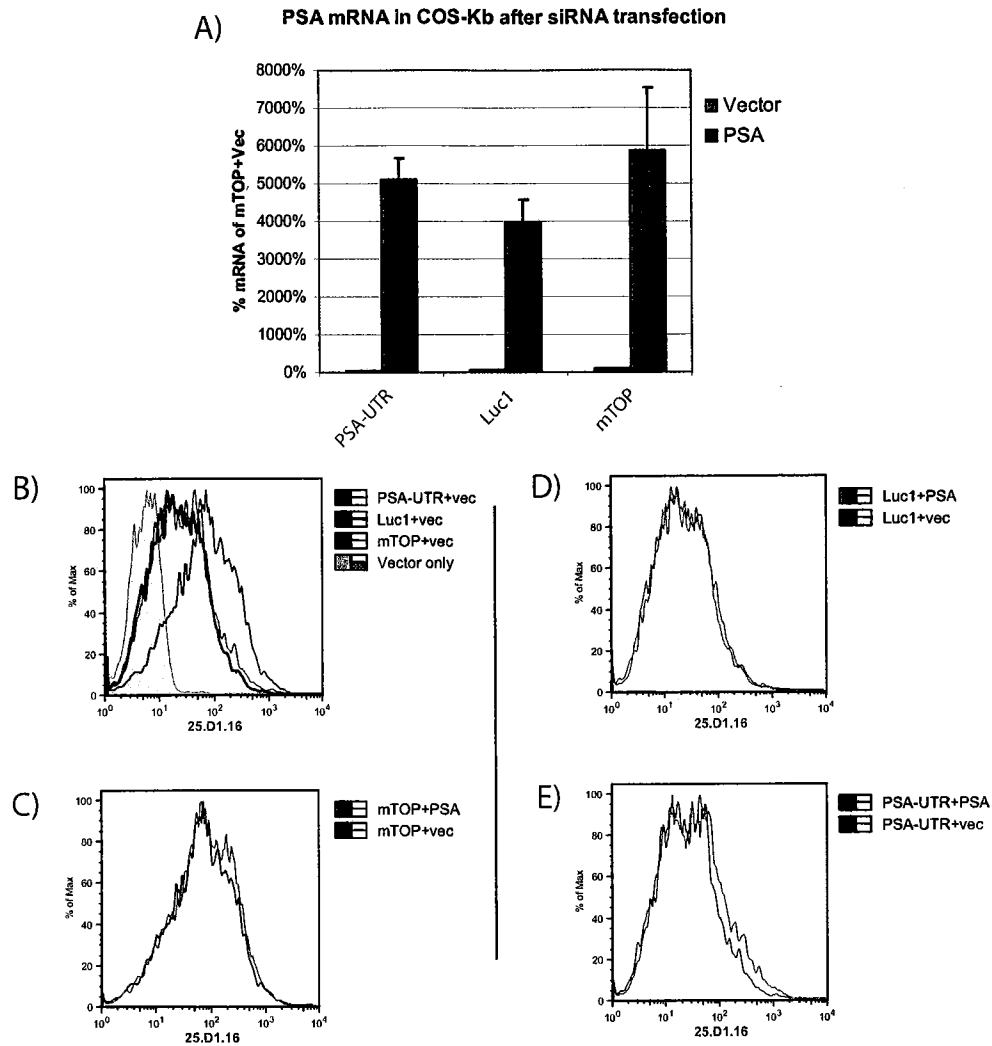 PSA mRNA in COS-Kb after siRNA transfection
A)
8000%
7000%
6000%
5000%
4000%
3000%
2000%
1000%
0%
% mRNA of mTOP+Vec
Vector
PSA
PSA-UTR
Luc1
mTOP
B)
100
80
60
40
20
0
% of Max
10^0 10^1 10^2 10^3 10^4
25.D1.16
PSA-UTR+vec
Luc1+vec
mTOP+vec
Vector only
D)
100
80
60
40
20
0
% of Max
10^0 10^1 10^2 10^3 10^4
25.D1.16
Luc1+PSA
Luc1+vec
C)
100
80
60
40
20
0
% of Max
10^0 10^1 10^2 10^3 10^4
25.D1.16
mTOP+PSA
mTOP+vec
E)
100
80
60
40
20
0
% of Max
10^0 10^1 10^2 10^3 10^4
25.D1.16
PSA-UTR+PSA
PSA-UTR+vec